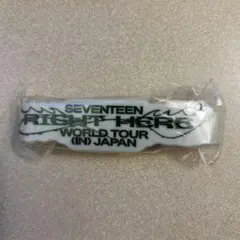 SEVENTEEN
RIGHT HERE
WORLD TOUR
(IN) JAPAN